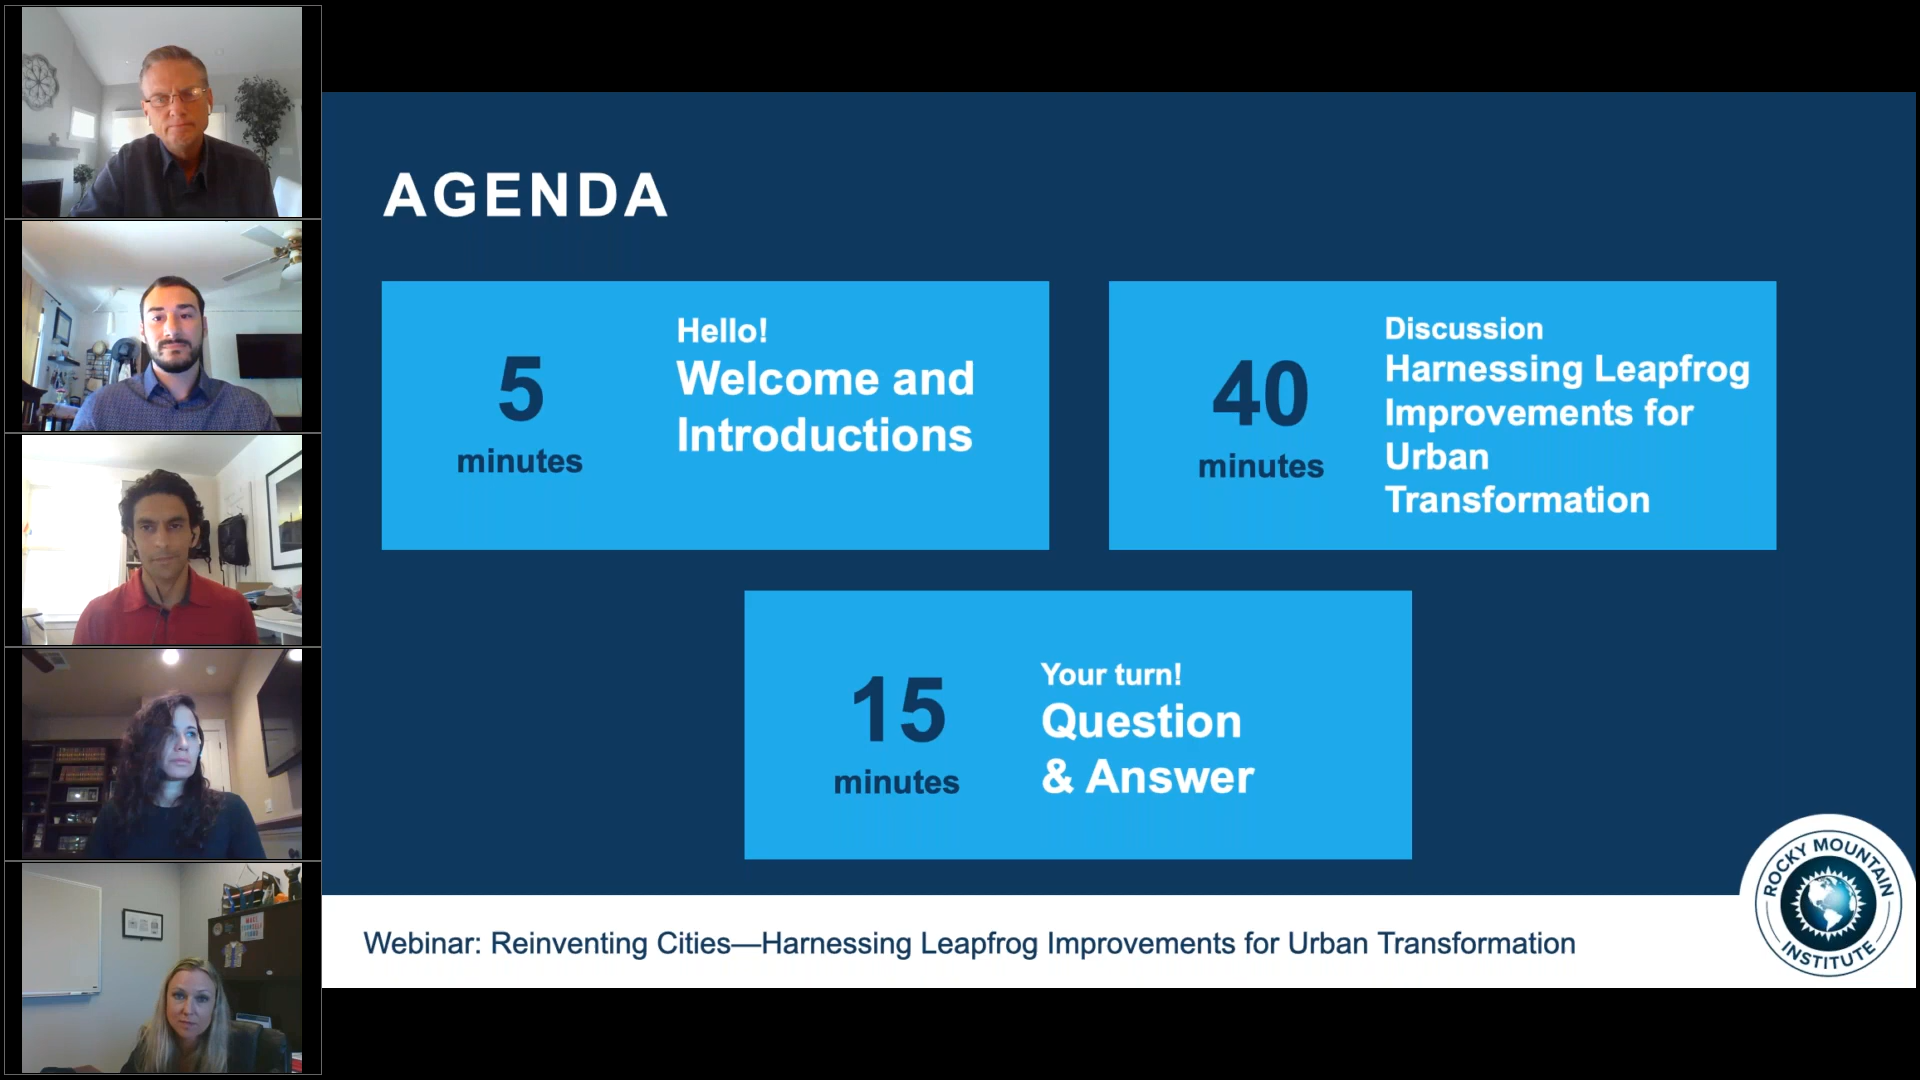 AGENDA
5
minutes
Hello!
Welcome and
Introductions
40
minutes
Discussion
Harnessing Leapfrog
Improvements for
Urban
Transformation
15
minutes
Your turn!
Question
& Answer
Webinar: Reinventing Cities—Harnessing Leapfrog Improvements for Urban Transformation
ROCKY MOUNTAIN
INSTITUTE